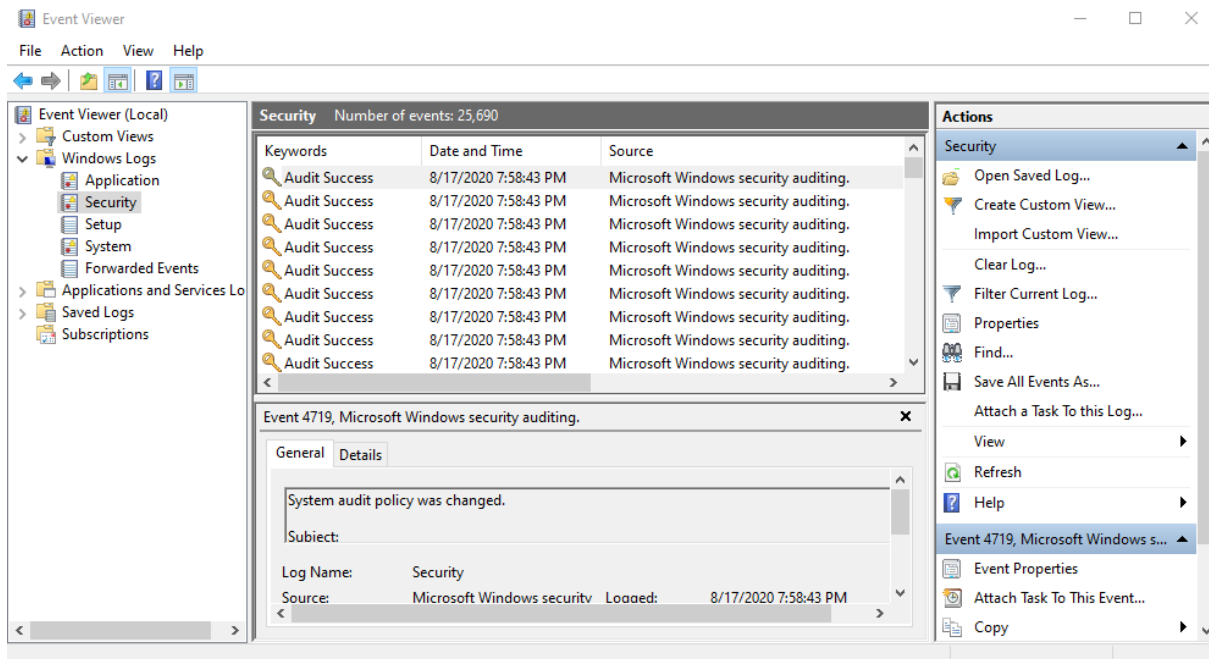 Event Viewer
File Action View Help
Event Viewer (Local)
Custom Views
Windows Logs
Application
Security
Setup
System
Forwarded Events
Applications and Services Lo
Saved Logs
Subscriptions
Security Number of events: 25,690
Keywords Date and Time Source
Audit Success 8/17/2020 7:58:43 PM Microsoft Windows security auditing.
Audit Success 8/17/2020 7:58:43 PM Microsoft Windows security auditing.
Audit Success 8/17/2020 7:58:43 PM Microsoft Windows security auditing.
Audit Success 8/17/2020 7:58:43 PM Microsoft Windows security auditing.
Audit Success 8/17/2020 7:58:43 PM Microsoft Windows security auditing.
Audit Success 8/17/2020 7:58:43 PM Microsoft Windows security auditing.
Audit Success 8/17/2020 7:58:43 PM Microsoft Windows security auditing.
Audit Success 8/17/2020 7:58:43 PM Microsoft Windows security auditing.
Audit Success 8/17/2020 7:58:43 PM Microsoft Windows security auditing.
Event 4719, Microsoft Windows security auditing.
General Details
System audit policy was changed.
Subject:
Log Name: Security
Source: Microsoft Windows security Logged: 8/17/2020 7:58:43 PM
Actions
Security
Open Saved Log...
Create Custom View...
Import Custom View...
Clear Log...
Filter Current Log...
Properties
Find...
Save All Events As...
Attach a Task To this Log...
View
Refresh
Help
Event 4719, Microsoft Windows s...
Event Properties
Attach Task To This Event...
Copy